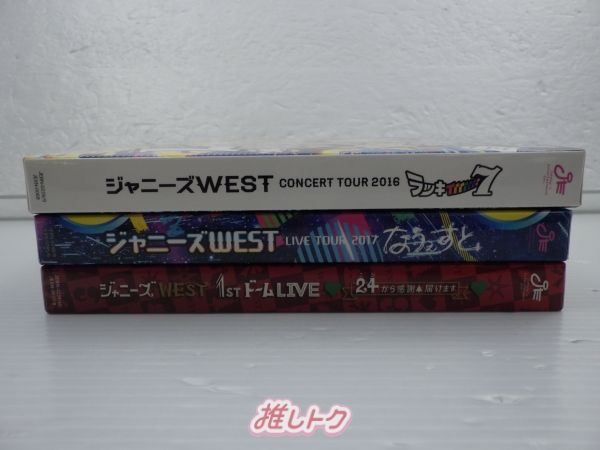 ジャニーズWEST CONCERT TOUR 2016 ラッキィィィィィィィ7
ジャニーズWEST LIVE TOUR 2017 なうぇすと
ジャニーズWEST 1STドームLIVE 24から感謝届けます
推しトク